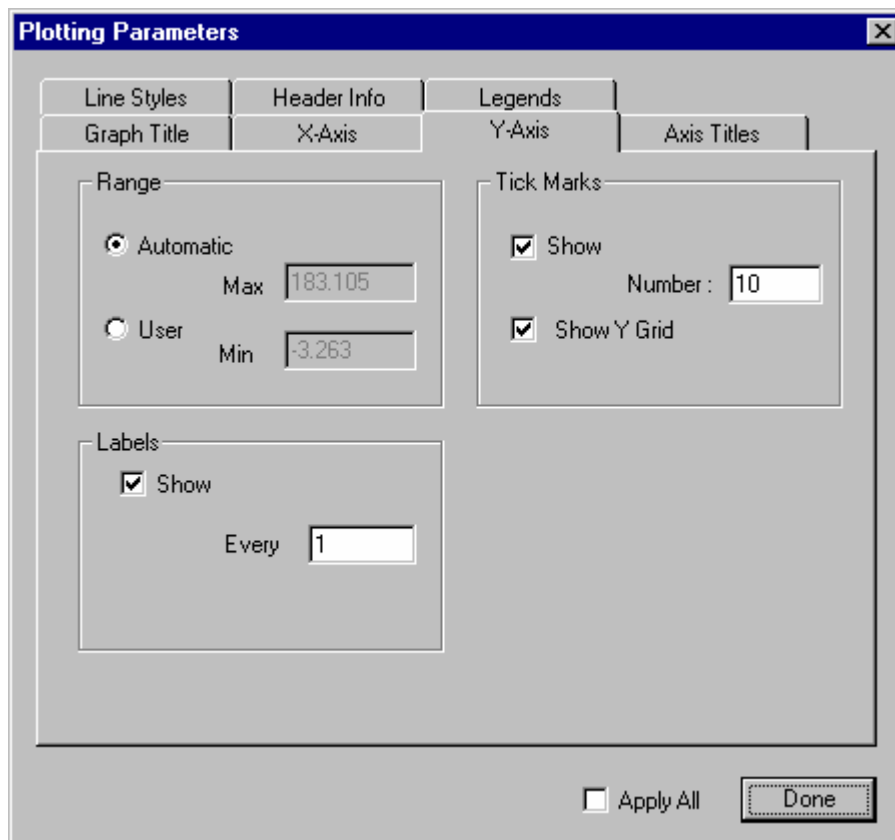 Plotting Parameters
Line Styles Header Info Legends
Graph Title X-Axis Y-Axis Axis Titles
Range
Automatic
Max 183.105
User
Min -3.263
Tick Marks
Show
Number : 10
Show Y Grid
Labels
Show
Every 1
Apply All Done